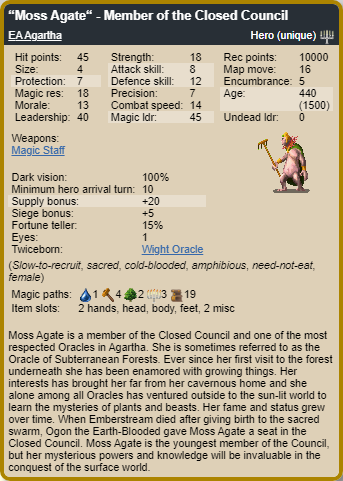 “Moss Agate“ - Member of the Closed Council
EA Agartha Hero (unique)
Hit points: 45 Strength: 18 Rec points: 10000
Size: 4 Attack skill: 8 Map move: 16
Protection: 7 Defence skill: 12 Encumbrance: 5
Magic res: 18 Precision: 7 Age: 440
Morale: 13 Combat speed: 14 (1500)
Leadership: 40 Magic ldr: 45 Undead ldr: 0
Weapons:
Magic Staff
Dark vision: 100%
Minimum hero arrival turn: 10
Supply bonus: +20
Siege bonus: +5
Fortune teller: 15%
Eyes: 1
Twiceborn: Wight Oracle
(Slow-to-recruit, sacred, cold-blooded, amphibious, need-not-eat,
female)
Magic paths: 1 4 2 3 19
Item slots: 2 hands, head, body, feet, 2 misc
Moss Agate is a member of the Closed Council and one of the most
respected Oracles in Agartha. She is sometimes referred to as the
Oracle of Subterranean Forests. Ever since her first visit to the forest
underneath she has been enamored with growing things. Her
interests has brought her far from her cavernous home and she
alone among all Oracles has ventured outside to the sun-lit world to
learn the mysteries of plants and beasts. Her fame and status grew
over time. When Emberstream died after giving birth to the sacred
swarm, Ogon the Earth-Blooded gave Moss Agate a seat in the
Closed Council. Moss Agate is the youngest member of the Council,
but her mysterious powers and knowledge will be invaluable in the
conquest of the surface world.